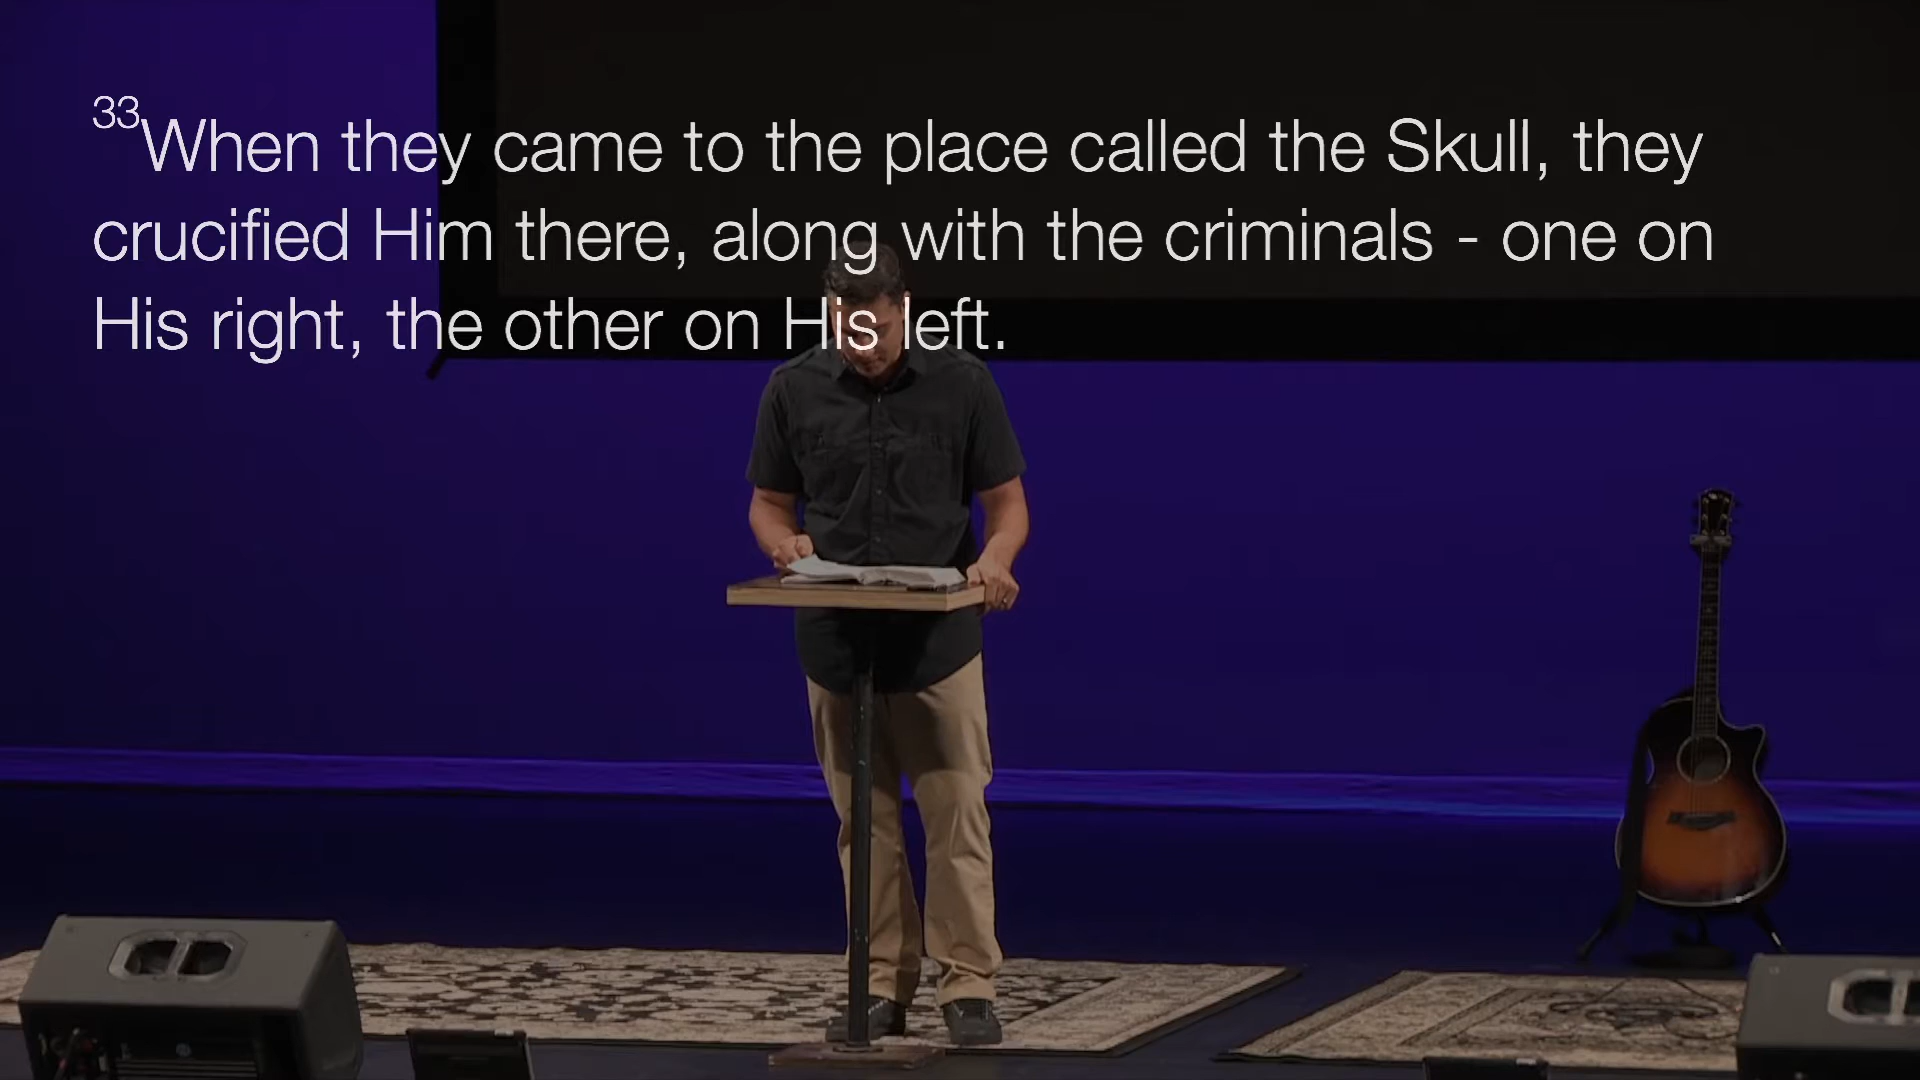 33When they came to the place called the Skull, they
crucified Him there, along with the criminals - one on
His right, the other on His left.